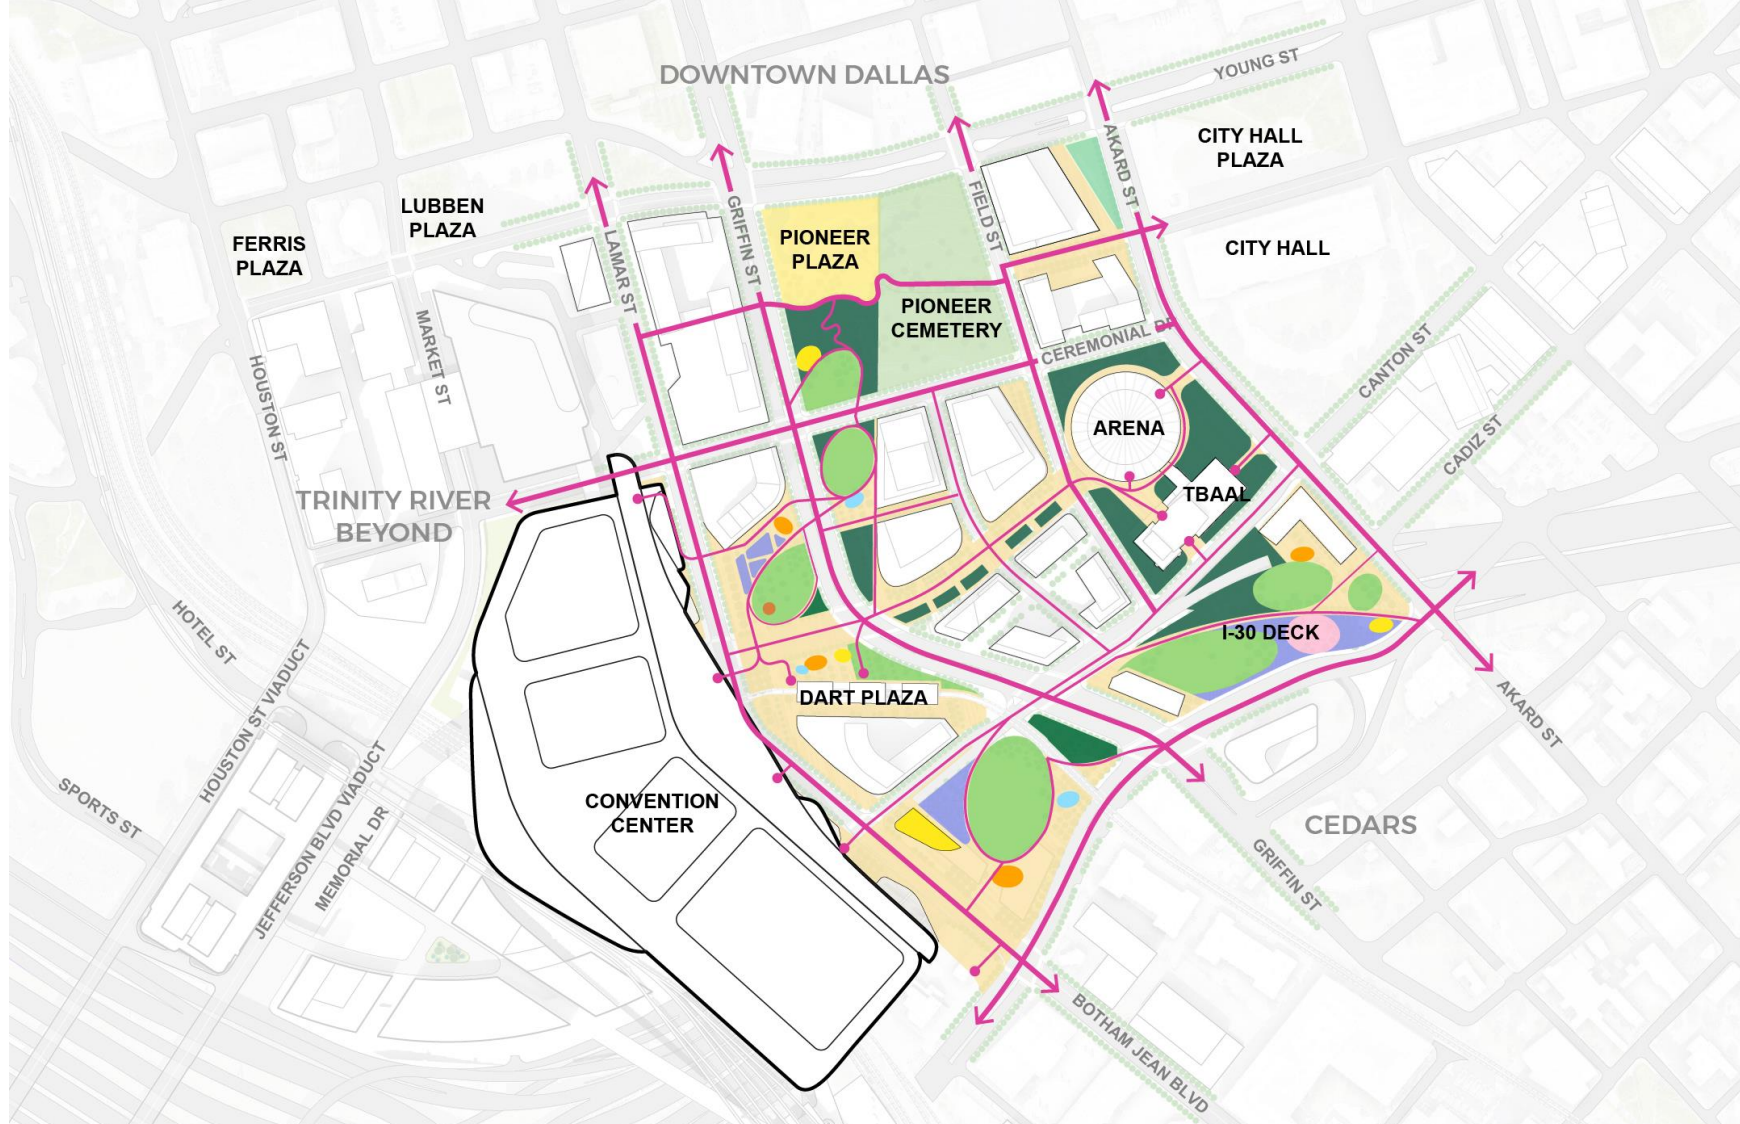 DOWNTOWN DALLAS
YOUNG ST
AKARD ST
CITY HALL
PLAZA
LUBBEN
PLAZA
FERRIS
PLAZA
LAMAR ST
GRIFFIN ST
PIONEER
PLAZA
FIELD ST
CITY HALL
PIONEER
CEMETERY
MARKET ST
HOUSTON ST
CEREMONIAL DR
CANTON ST
CADIZ ST
ARENA
TBAAL
TRINITY RIVER
BEYOND
HOTEL ST
I-30 DECK
HOUSTON ST VIADUCT
DART PLAZA
AKARD ST
JEFFERSON BLVD VIADUCT
MEMORIAL DR
SPORTS ST
CONVENTION
CENTER
CEDARS
GRIFFIN ST
BOTHAM JEAN BLVD